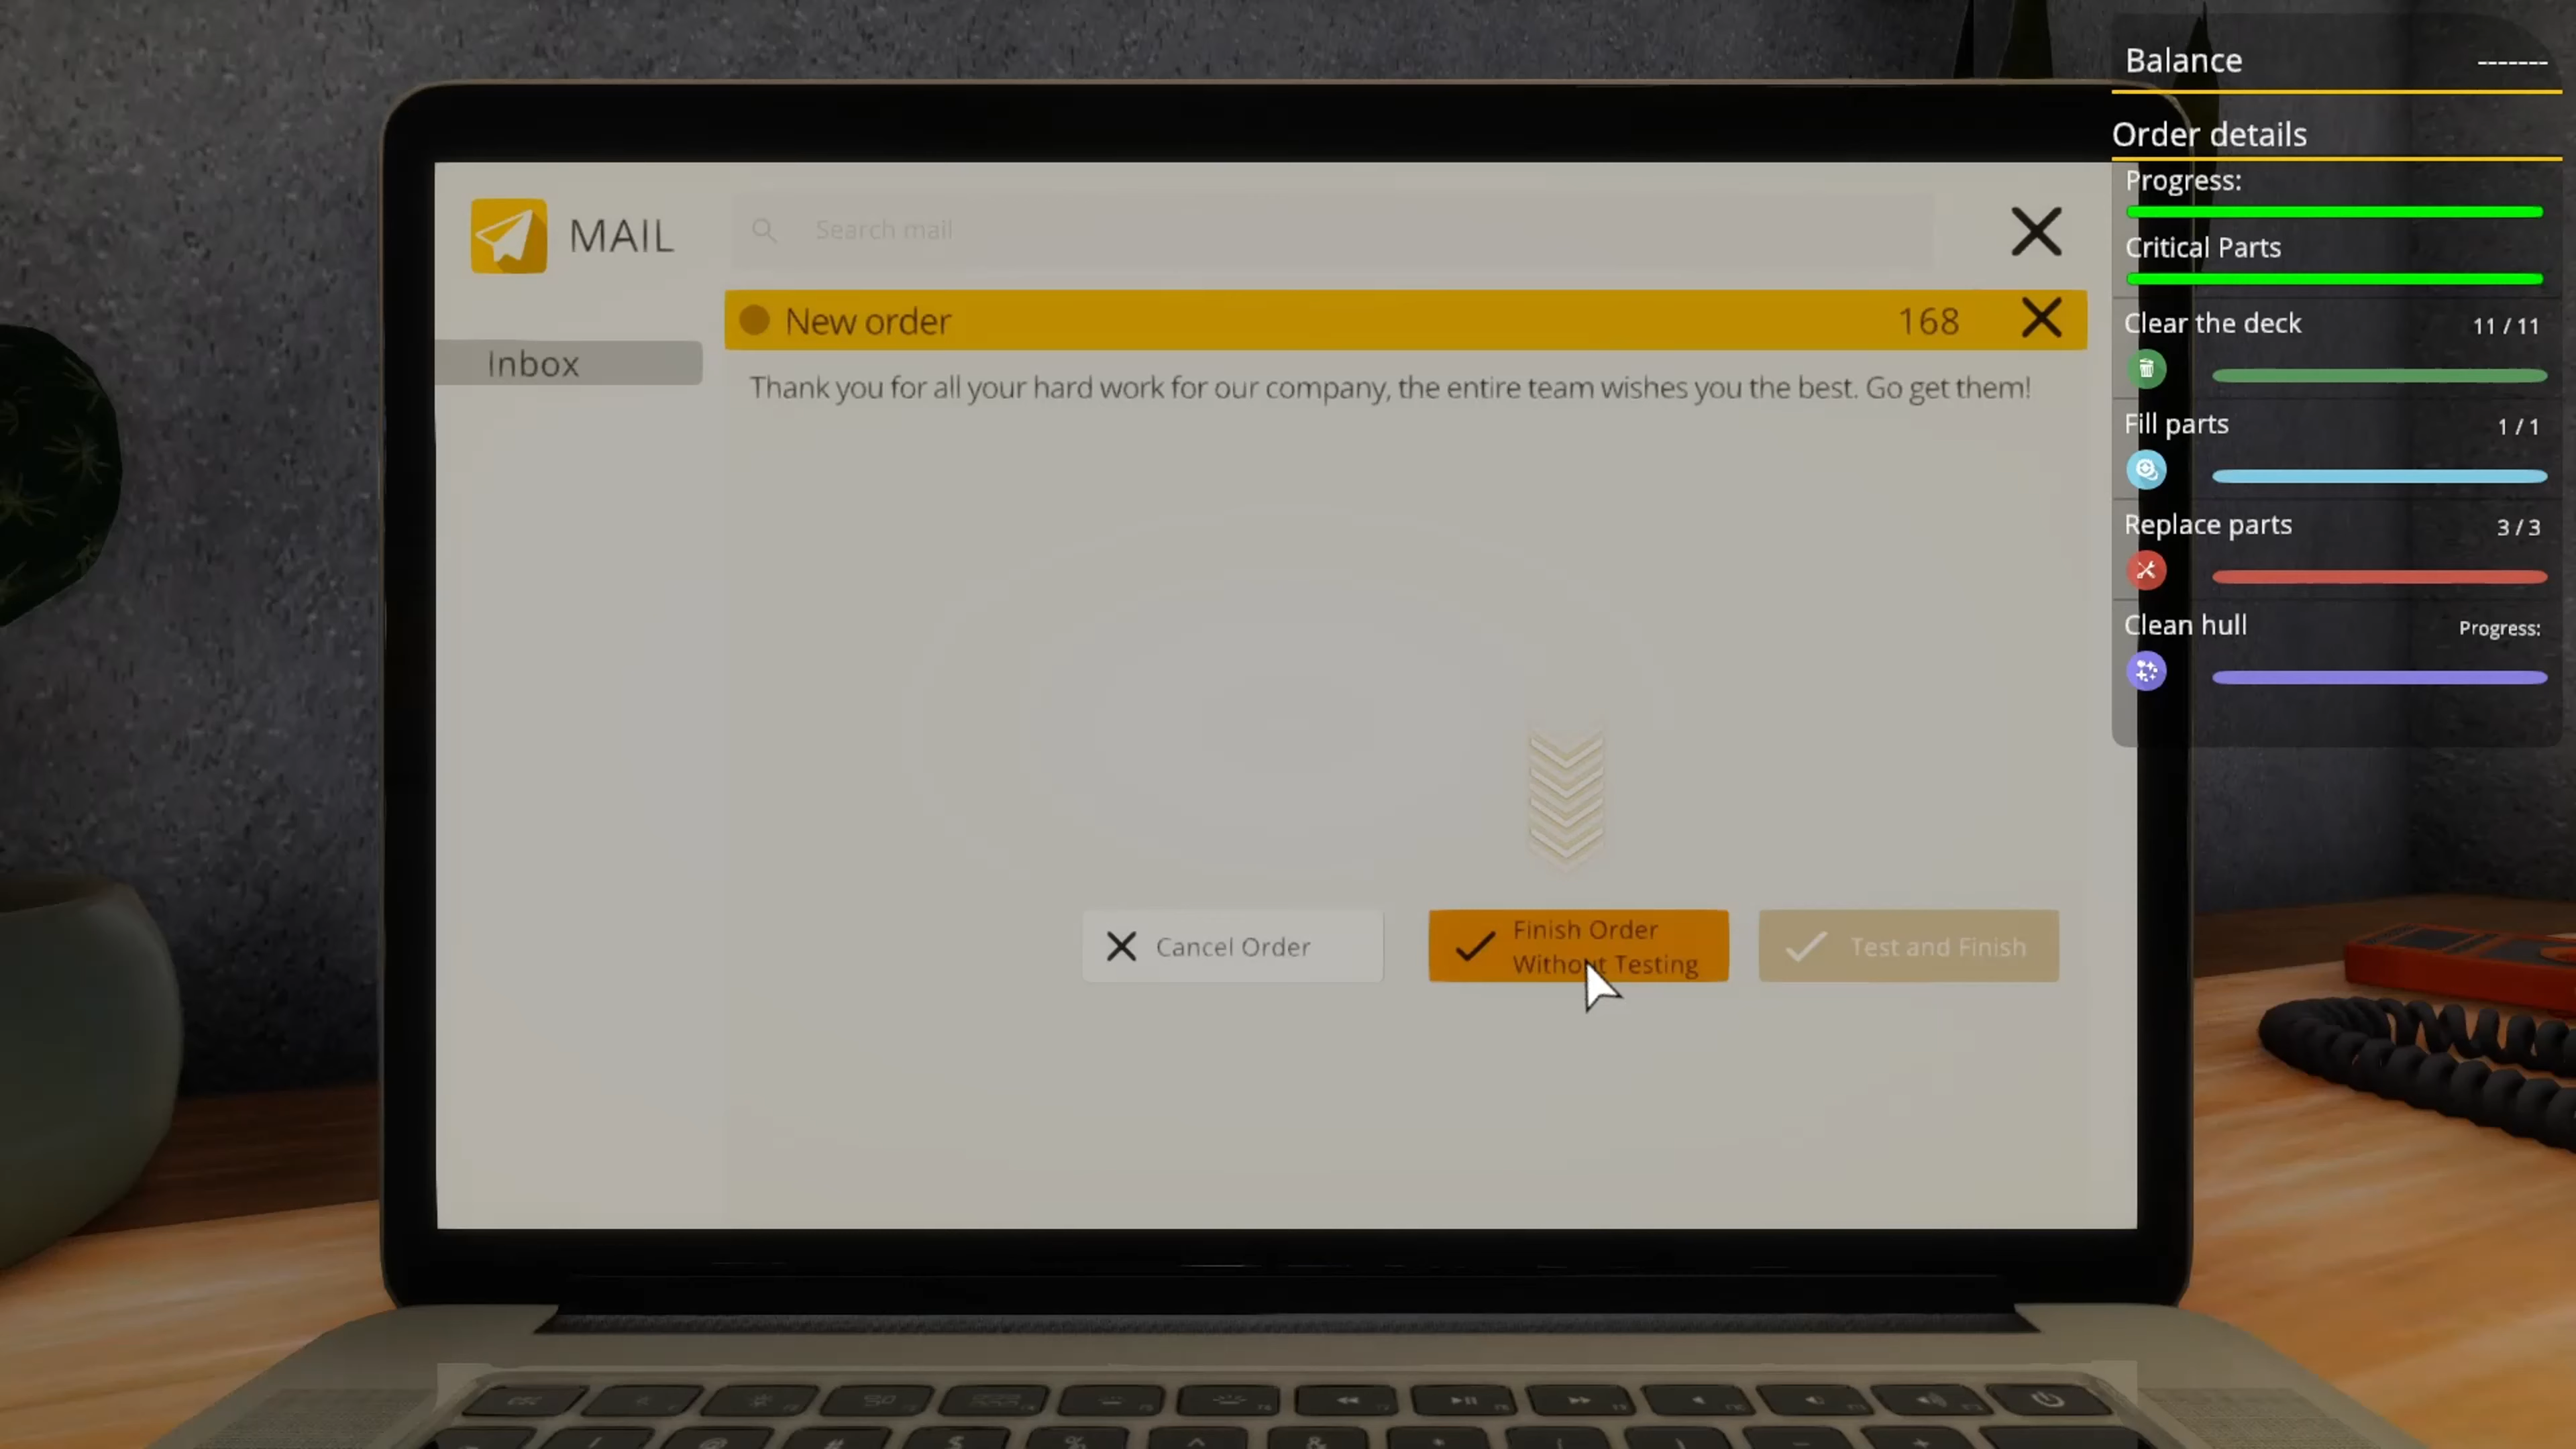 Balance -------
Order details
Progress:
Critical Parts
Clear the deck 11 / 11
Fill parts 1 / 1
Replace parts 3 / 3
Clean hull Progress:
MAIL
Search mail
Inbox
New order 168
Thank you for all your hard work for our company, the entire team wishes you the best. Go get them!
Cancel Order
Finish Order
Without Testing
Test and Finish